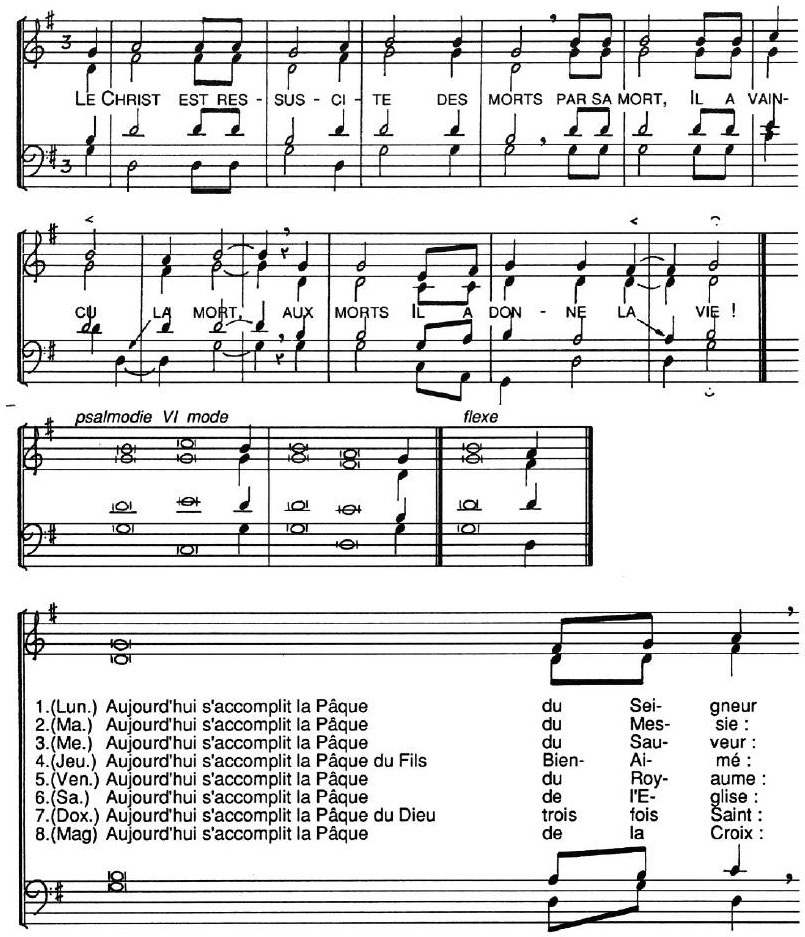 LE CHRIST EST RES - SUS - CI - TE DES MORTS PAR SA MORT, IL A VAIN-
CU LA MORT, AUX MORTS IL A DON - NE LA VIE !
psalmodie VI mode flexe
1.(Lun.) Aujourd'hui s'accomplit la Pâque du Sei- gneur
2.(Ma.) Aujourd'hui s'accomplit la Pâque du Mes- sie :
3.(Me.) Aujourd'hui s'accomplit la Pâque du Sau- veur :
4.(Jeu.) Aujourd'hui s'accomplit la Pâque du Fils Bien- Ai- mé :
5.(Ven.) Aujourd'hui s'accomplit la Pâque du Roy- aume :
6.(Sa.) Aujourd'hui s'accomplit la Pâque de l'E- glise :
7.(Dox.) Aujourd'hui s'accomplit la Pâque du Dieu trois fois Saint :
8.(Mag) Aujourd'hui s'accomplit la Pâque de la Croix :